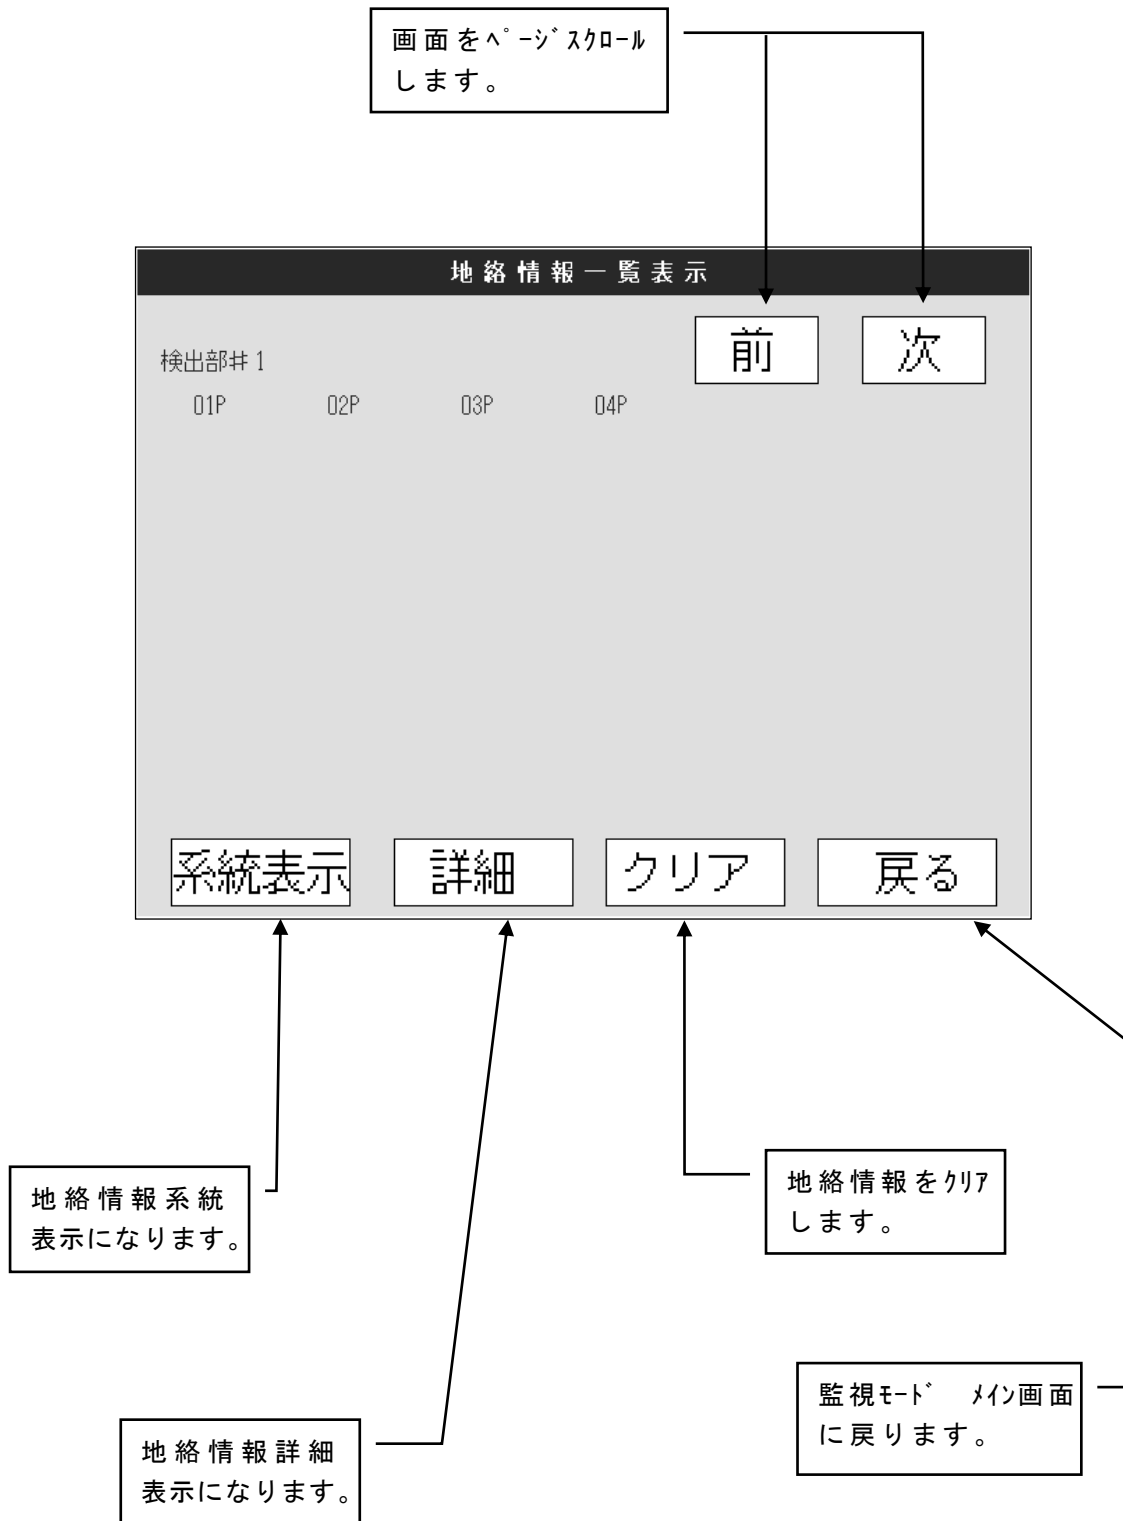 画面をﾍﾟｰｼﾞｽｸﾛｰﾙ
します。
地絡情報一覧表示
前
次
検出部＃1
01P 02P 03P 04P
系統表示 詳細 クリア 戻る
地絡情報系統
表示になります。
地絡情報をｸﾘｱ
します。
監視ﾓｰﾄﾞ　ﾒｲﾝ画面
に戻ります。
地絡情報詳細
表示になります。